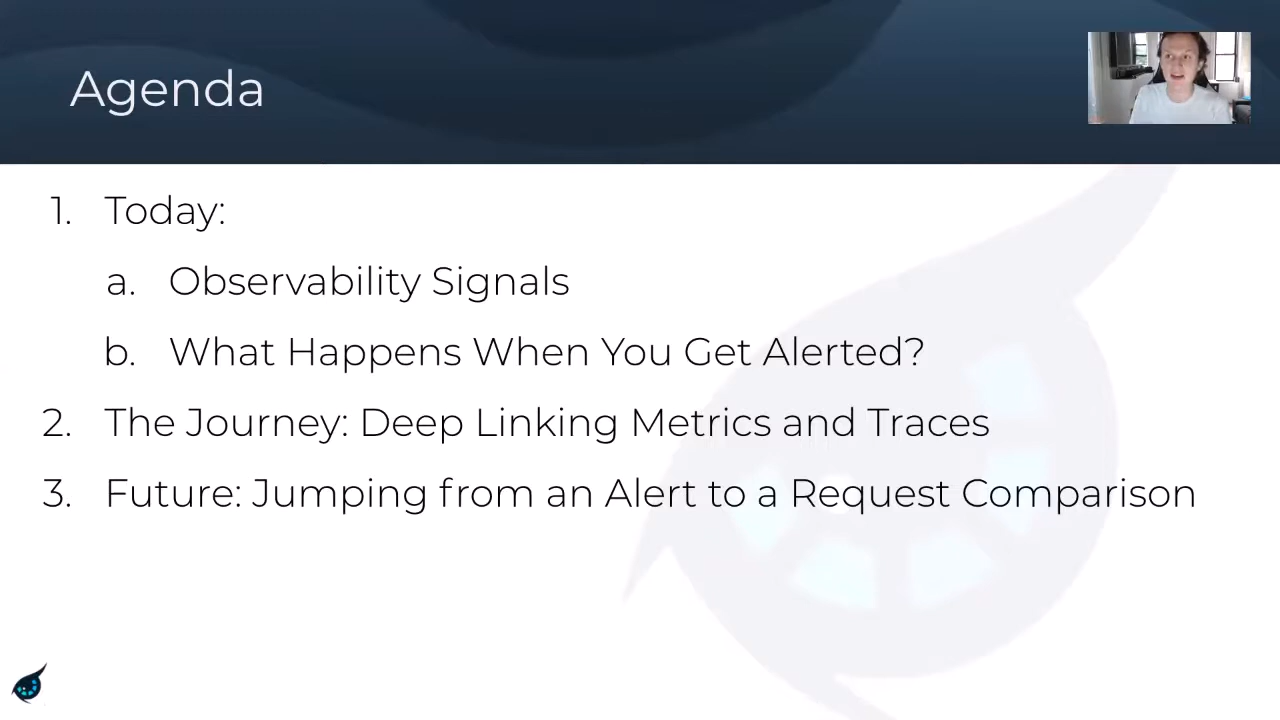 Agenda
1. Today:
a. Observability Signals
b. What Happens When You Get Alerted?
2. The Journey: Deep Linking Metrics and Traces
3. Future: Jumping from an Alert to a Request Comparison